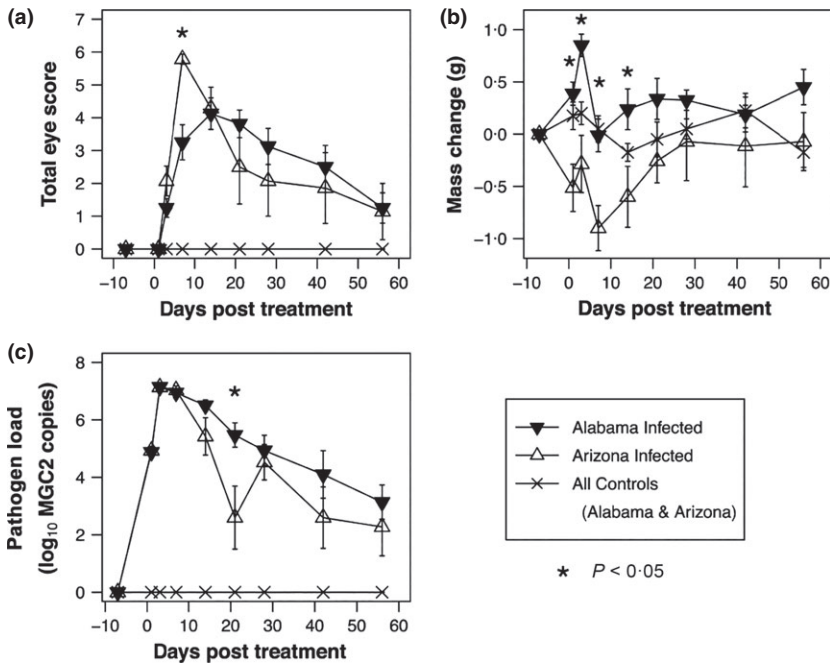 (a)
*
Total eye score
7
6
5
4
3
2
1
0
−10 0 10 20 30 40 50 60
Days post treatment
(b)
* * * *
Mass change (g)
1·0
0·5
0·0
−0·5
−1·0
−10 0 10 20 30 40 50 60
Days post treatment
(c)
*
Pathogen load
(log₁₀ MGC2 copies)
8
6
4
2
0
−10 0 10 20 30 40 50 60
Days post treatment
Alabama Infected
Arizona Infected
All Controls
(Alabama & Arizona)
* P < 0·05